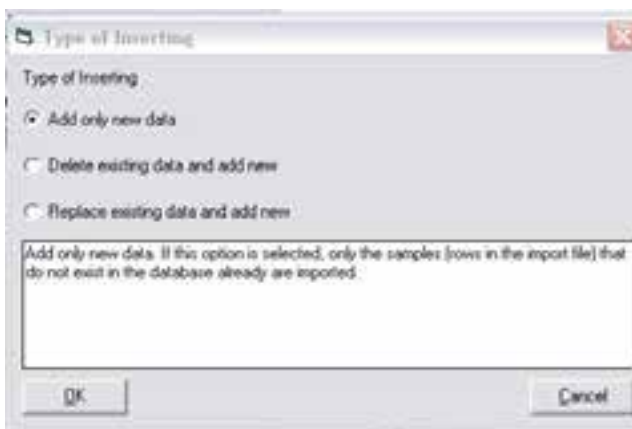 Type of Inserting
Type of Inserting
Add only new data
Delete existing data and add new
Replace existing data and add new
Add only new data. If this option is selected, only the samples (rows in the import file) that
do not exist in the database already are imported.
OK
Cancel